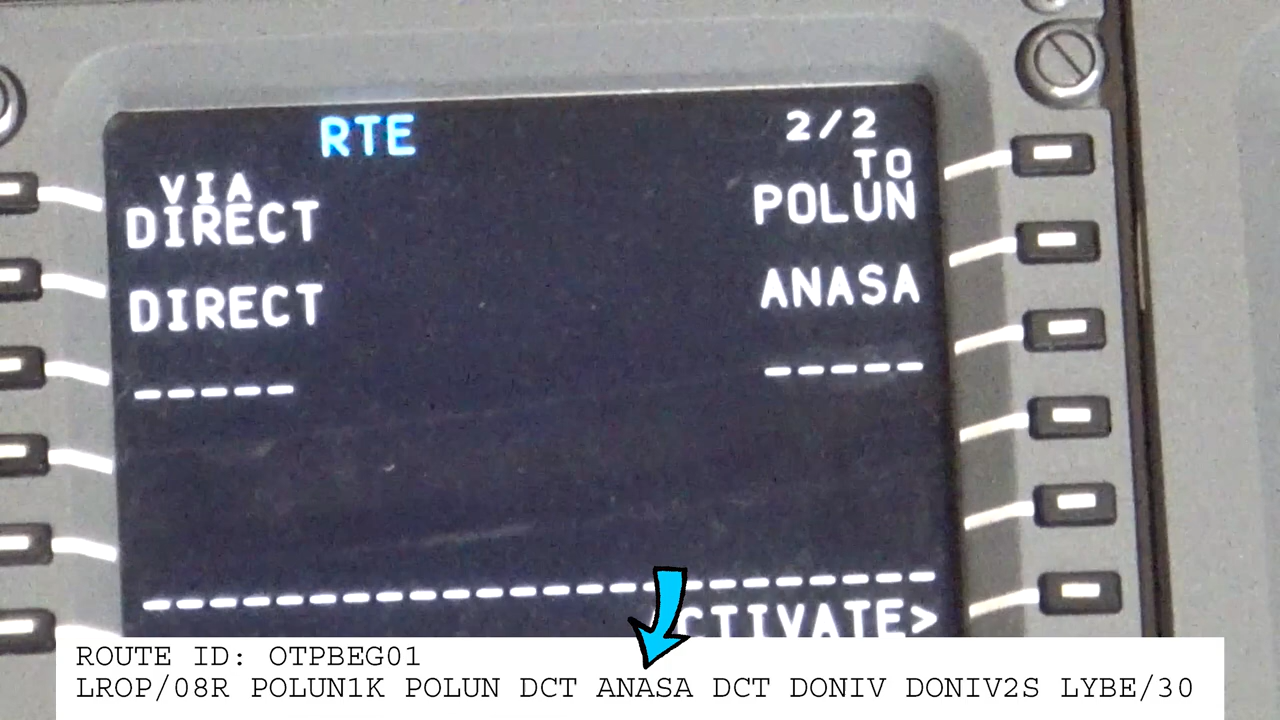 RTE 2/2
VIA TO
DIRECT POLUN
DIRECT ANASA
----- -----
------------------------
ACTIVATE>
ROUTE ID: OTPBEG01
LROP/08R POLUN1K POLUN DCT ANASA DCT DONIV DONIV2S LYBE/30